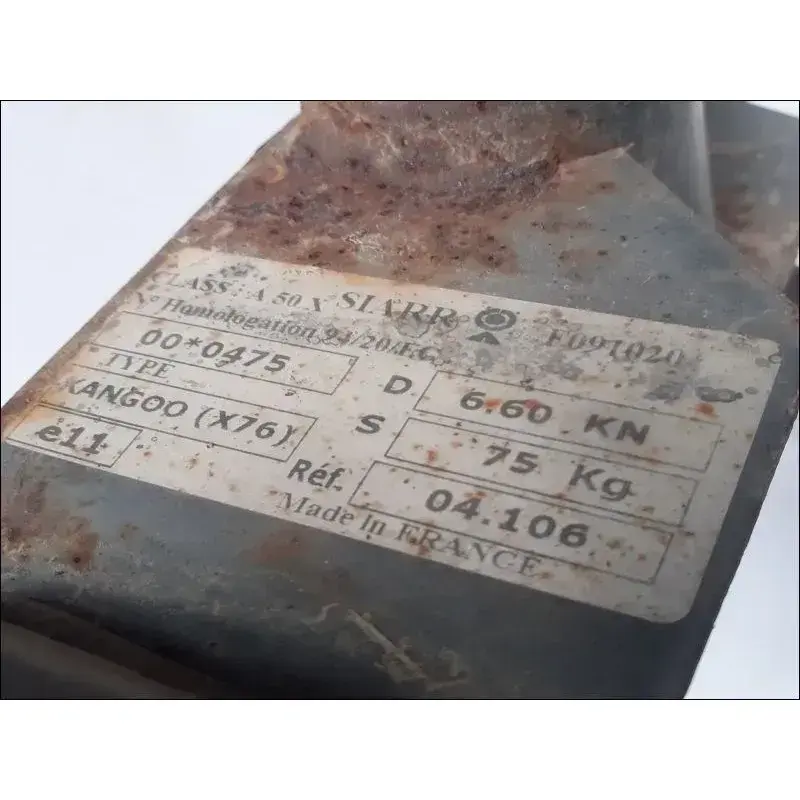 CLASS : A 50 X SIARR F091020
N° Homologation 94/20/EC
00*0475
D 6.60 KN
TYPE
KANGOO (X76)
S 75 Kg
e11
Réf. 04.106
Made in FRANCE